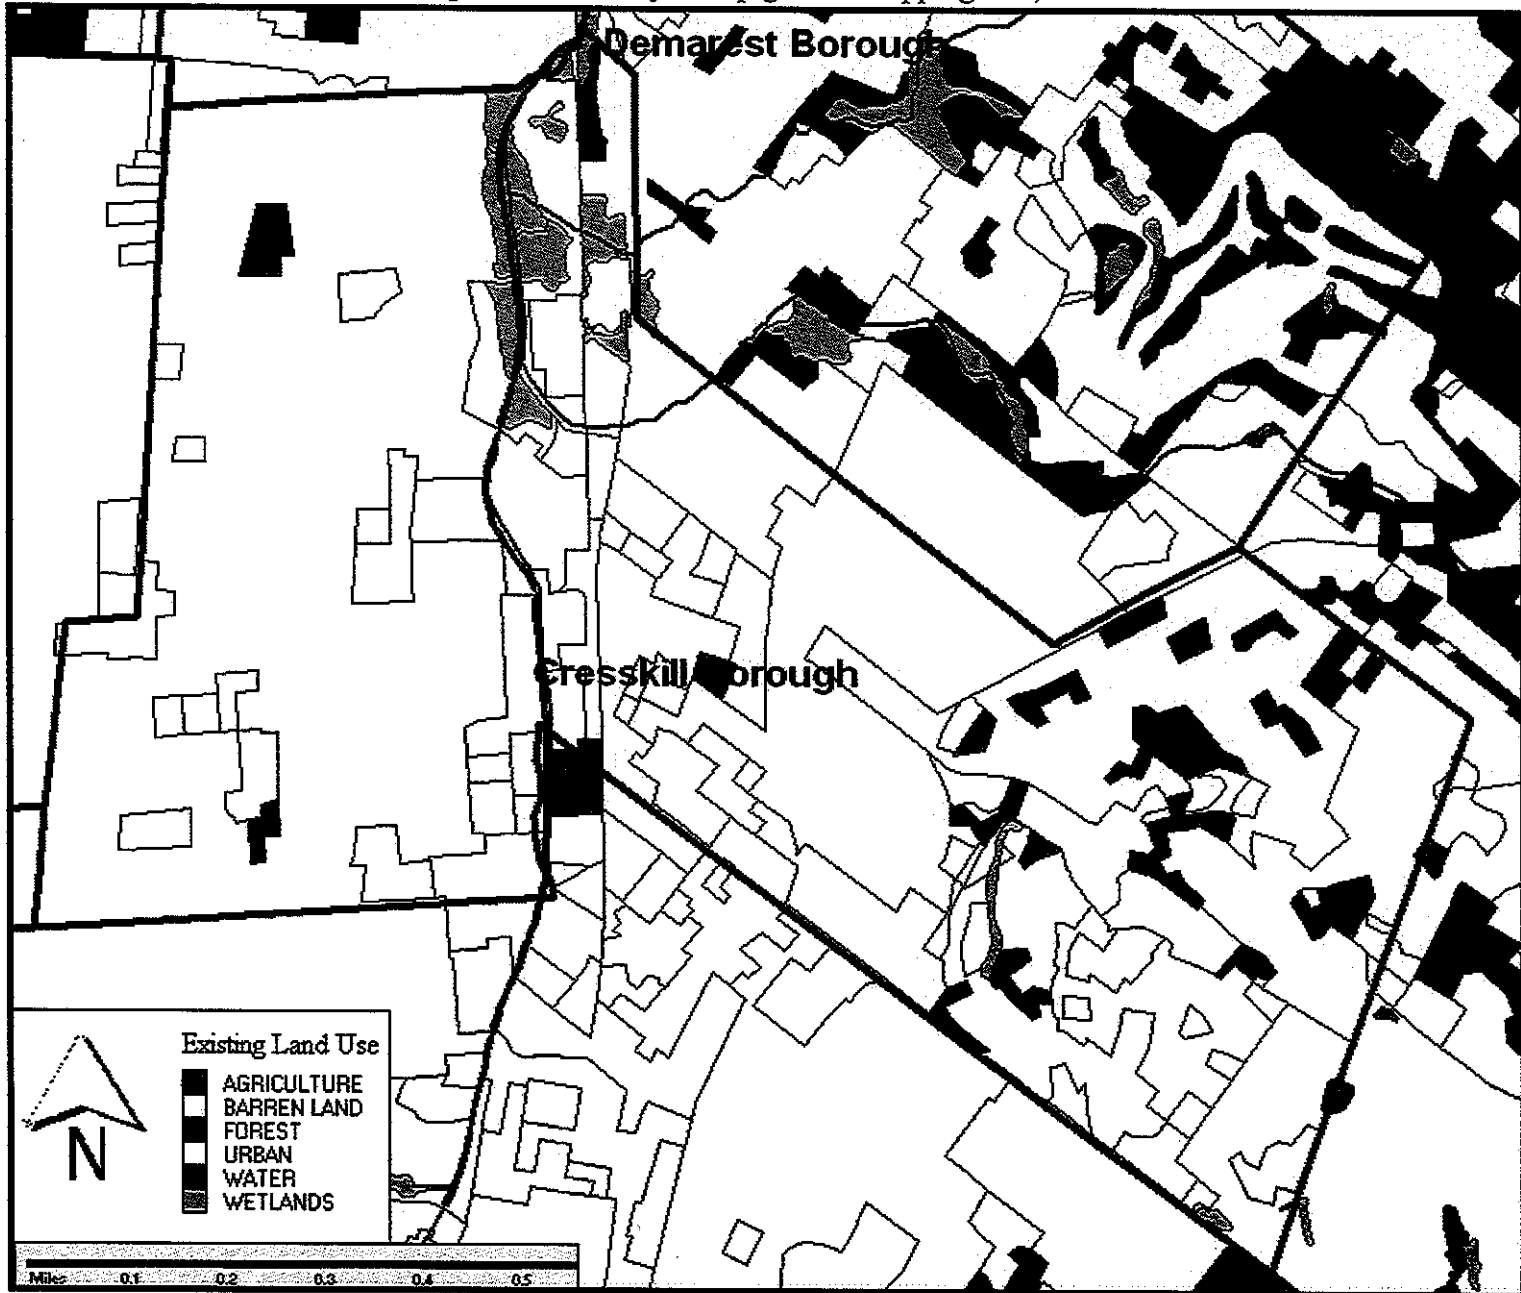 Demarest Borough
Cresskill Borough
Existing Land Use
AGRICULTURE
BARREN LAND
FOREST
URBAN
WATER
WETLANDS
N
Miles 0.1 0.2 0.3 0.4 0.5